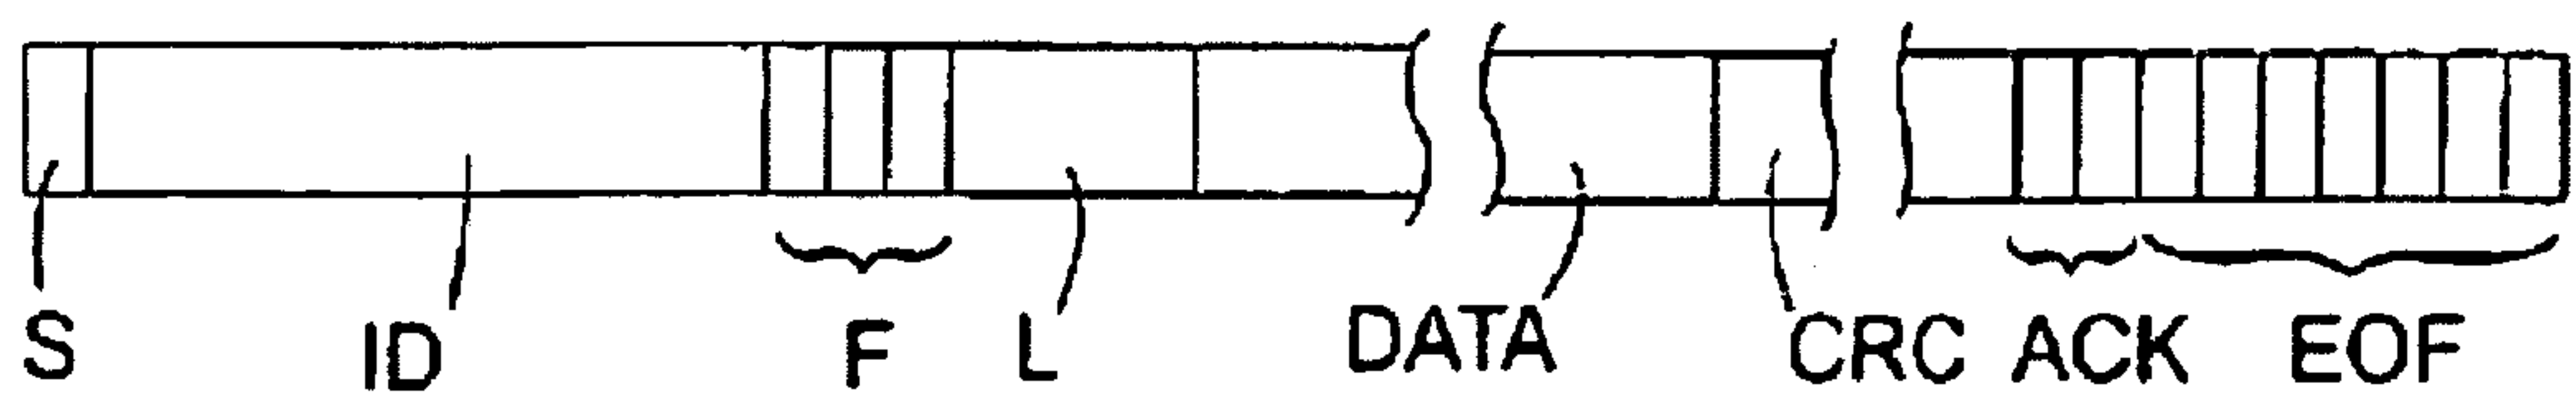 S ID F L DATA CRC ACK EOF